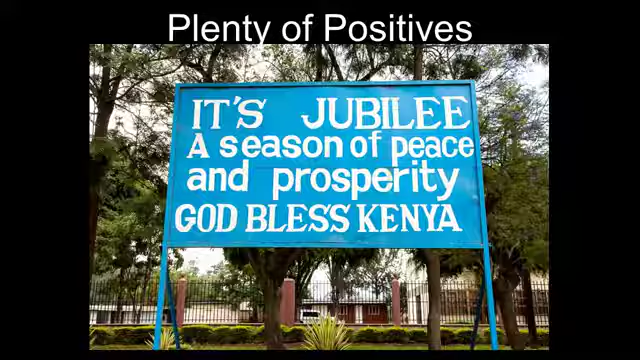 Plenty of Positives
IT'S JUBILEE
A season of peace
and prosperity
GOD BLESS KENYA